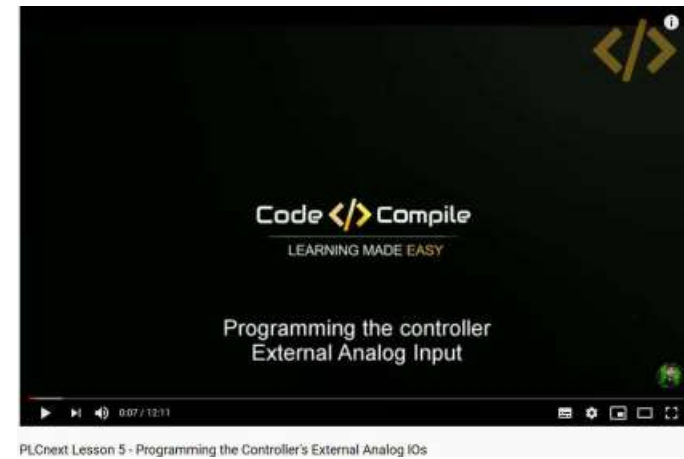 </>
Code </> Compile
LEARNING MADE EASY
Programming the controller
External Analog Input
0:07 / 12:11
PLCnext Lesson 5 - Programming the Controller's External Analog IOs